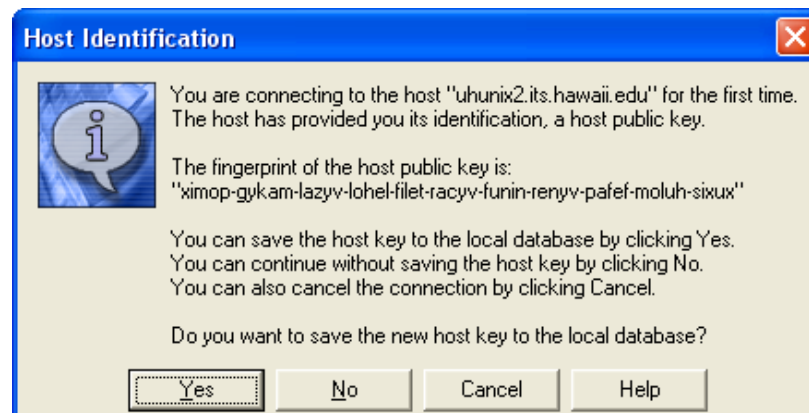 Host Identification
You are connecting to the host "uhunix2.its.hawaii.edu" for the first time.
The host has provided you its identification, a host public key.
The fingerprint of the host public key is:
"ximop-gykam-lazyv-lohel-filet-racyv-funin-renyv-pafef-moluh-sixux"
You can save the host key to the local database by clicking Yes.
You can continue without saving the host key by clicking No.
You can also cancel the connection by clicking Cancel.
Do you want to save the new host key to the local database?
Yes No Cancel Help